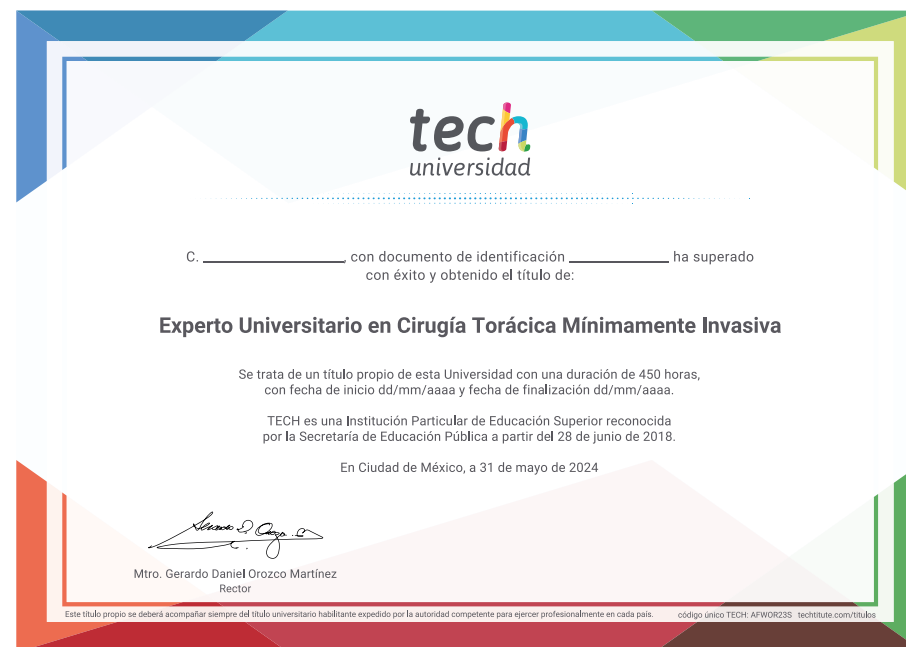 tech
universidad
C. ____________________, con documento de identificación ______________ ha superado
con éxito y obtenido el título de:
Experto Universitario en Cirugía Torácica Mínimamente Invasiva
Se trata de un título propio de esta Universidad con una duración de 450 horas,
con fecha de inicio dd/mm/aaaa y fecha de finalización dd/mm/aaaa.
TECH es una Institución Particular de Educación Superior reconocida
por la Secretaría de Educación Pública a partir del 28 de junio de 2018.
En Ciudad de México, a 31 de mayo de 2024
Mtro. Gerardo Daniel Orozco Martínez
Rector
Este título propio se deberá acompañar siempre del título universitario habilitante expedido por la autoridad competente para ejercer profesionalmente en cada país. código único TECH: AFWOR23S techtitute.com/titulos